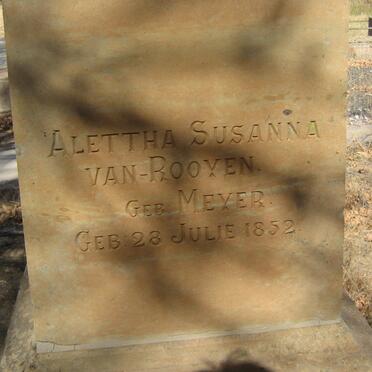 ALETTHA SUSANNA
VAN-ROOYEN.
GEB. MEYER.
GEB: 28 JULIE 1852.